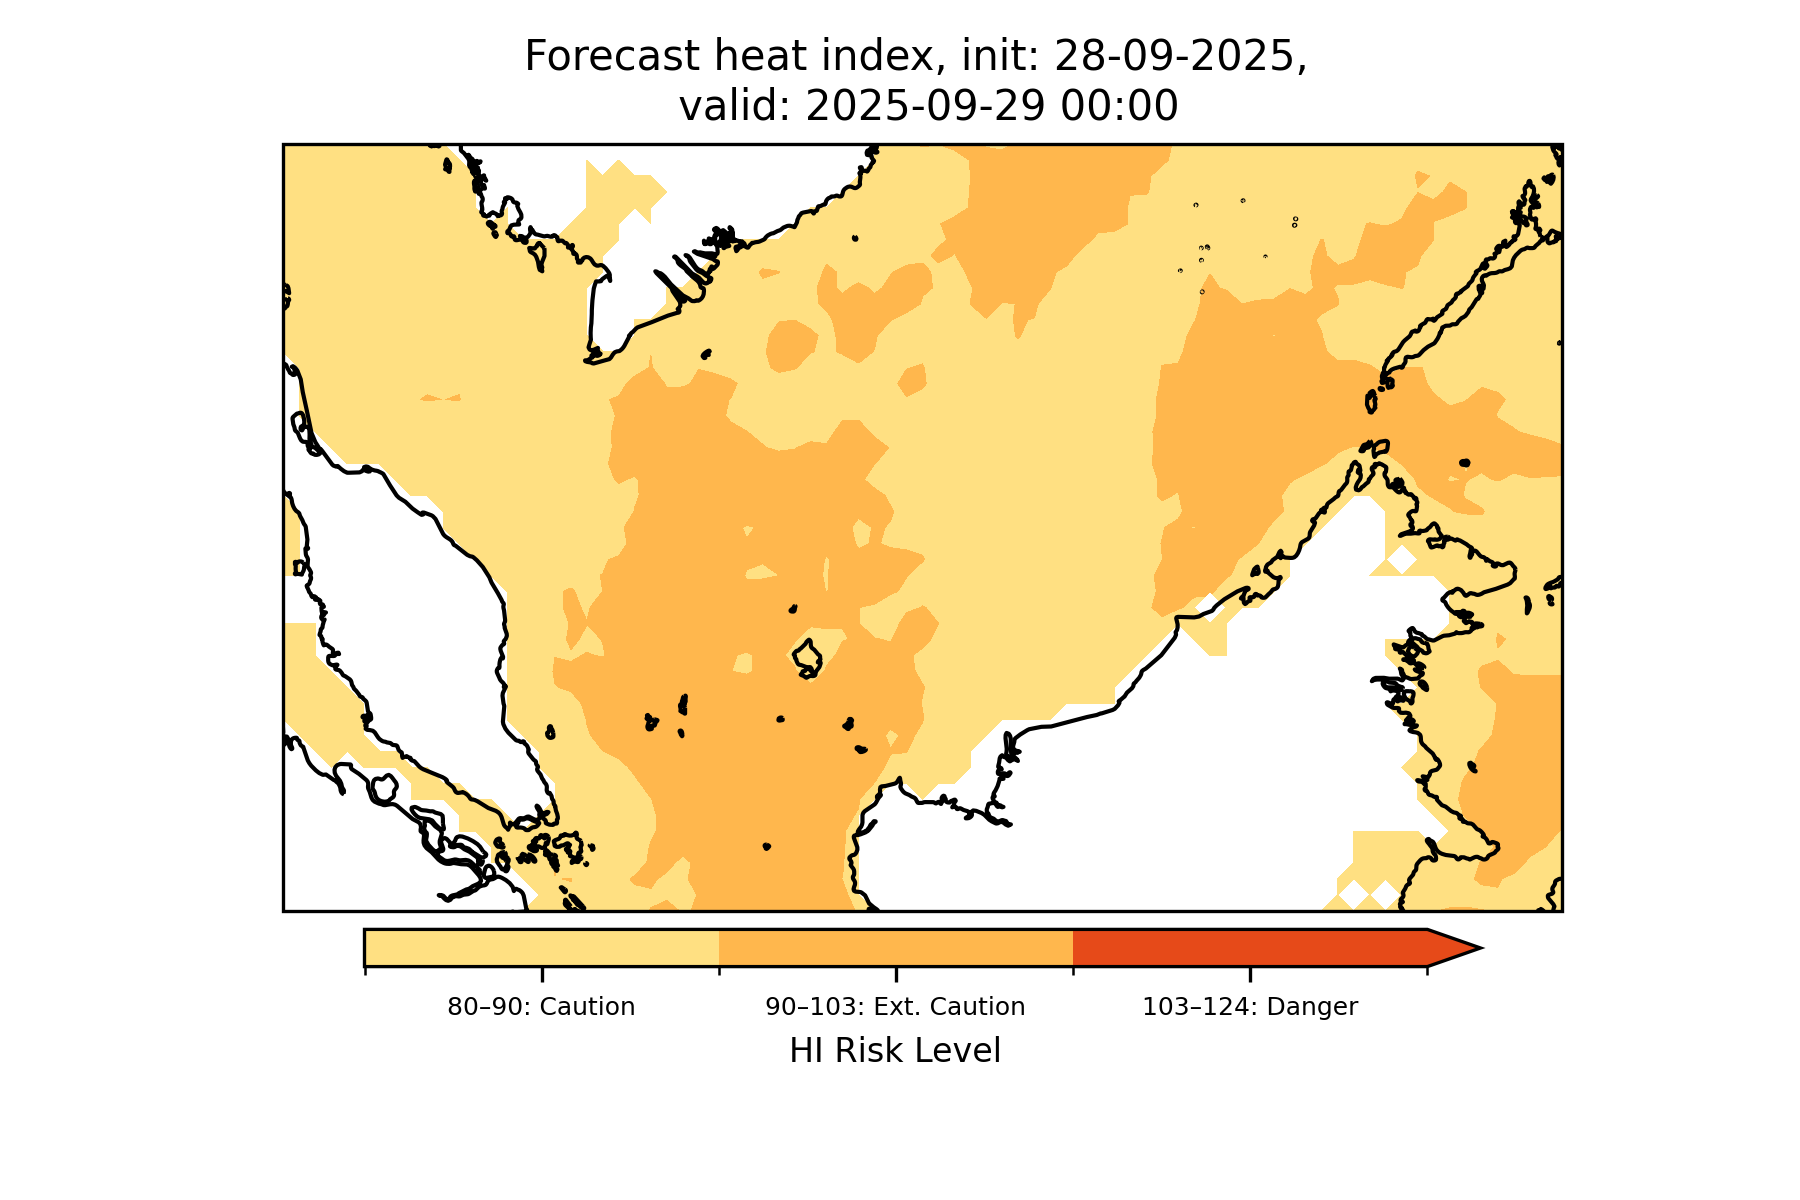 Forecast heat index, init: 28-09-2025,
valid: 2025-09-29 00:00
80–90: Caution
90–103: Ext. Caution
103–124: Danger
HI Risk Level